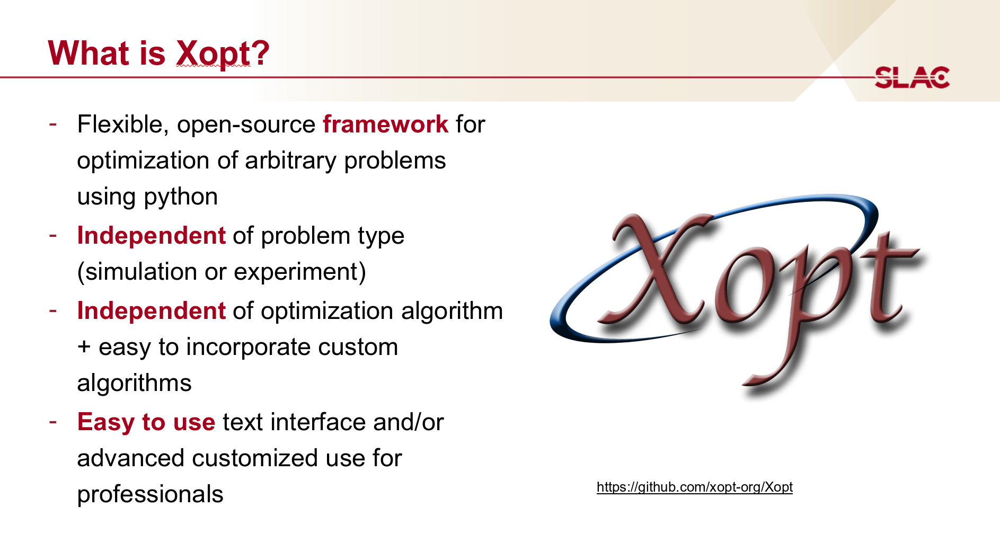 What is Xopt?
SLAC
- Flexible, open-source framework for
optimization of arbitrary problems
using python
- Independent of problem type
(simulation or experiment)
- Independent of optimization algorithm
+ easy to incorporate custom
algorithms
- Easy to use text interface and/or
advanced customized use for
professionals
Xopt
https://github.com/xopt-org/Xopt